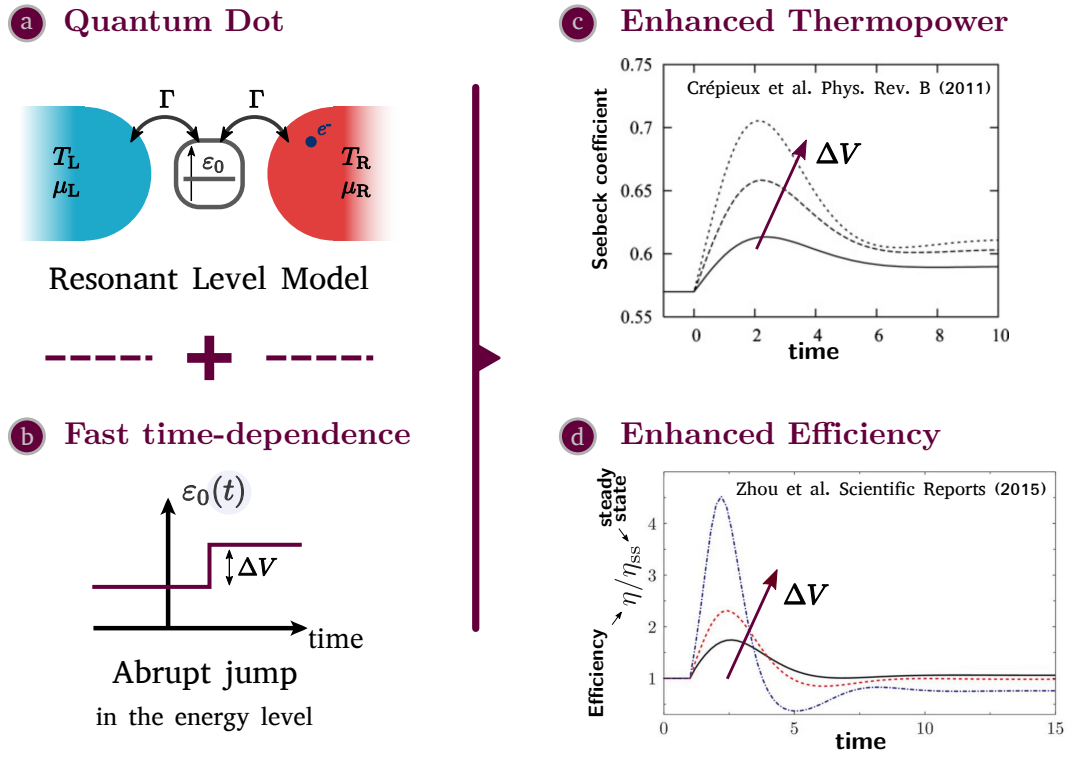 a Quantum Dot
Γ Γ
e-
T_L ε₀ T_R
μ_L μ_R
Resonant Level Model
+
b Fast time-dependence
ε₀(t)
ΔV
time
Abrupt jump
in the energy level
c Enhanced Thermopower
0.75
Crépieux et al. Phys. Rev. B (2011)
0.7
ΔV
0.65
0.6
0.55
Seebeck coefficient
0 2 4 6 8 10
time
d Enhanced Efficiency
Zhou et al. Scientific Reports (2015)
steady
state
Efficiency
η/η_ss
4
3
ΔV
2
1
0 5 10 15
time